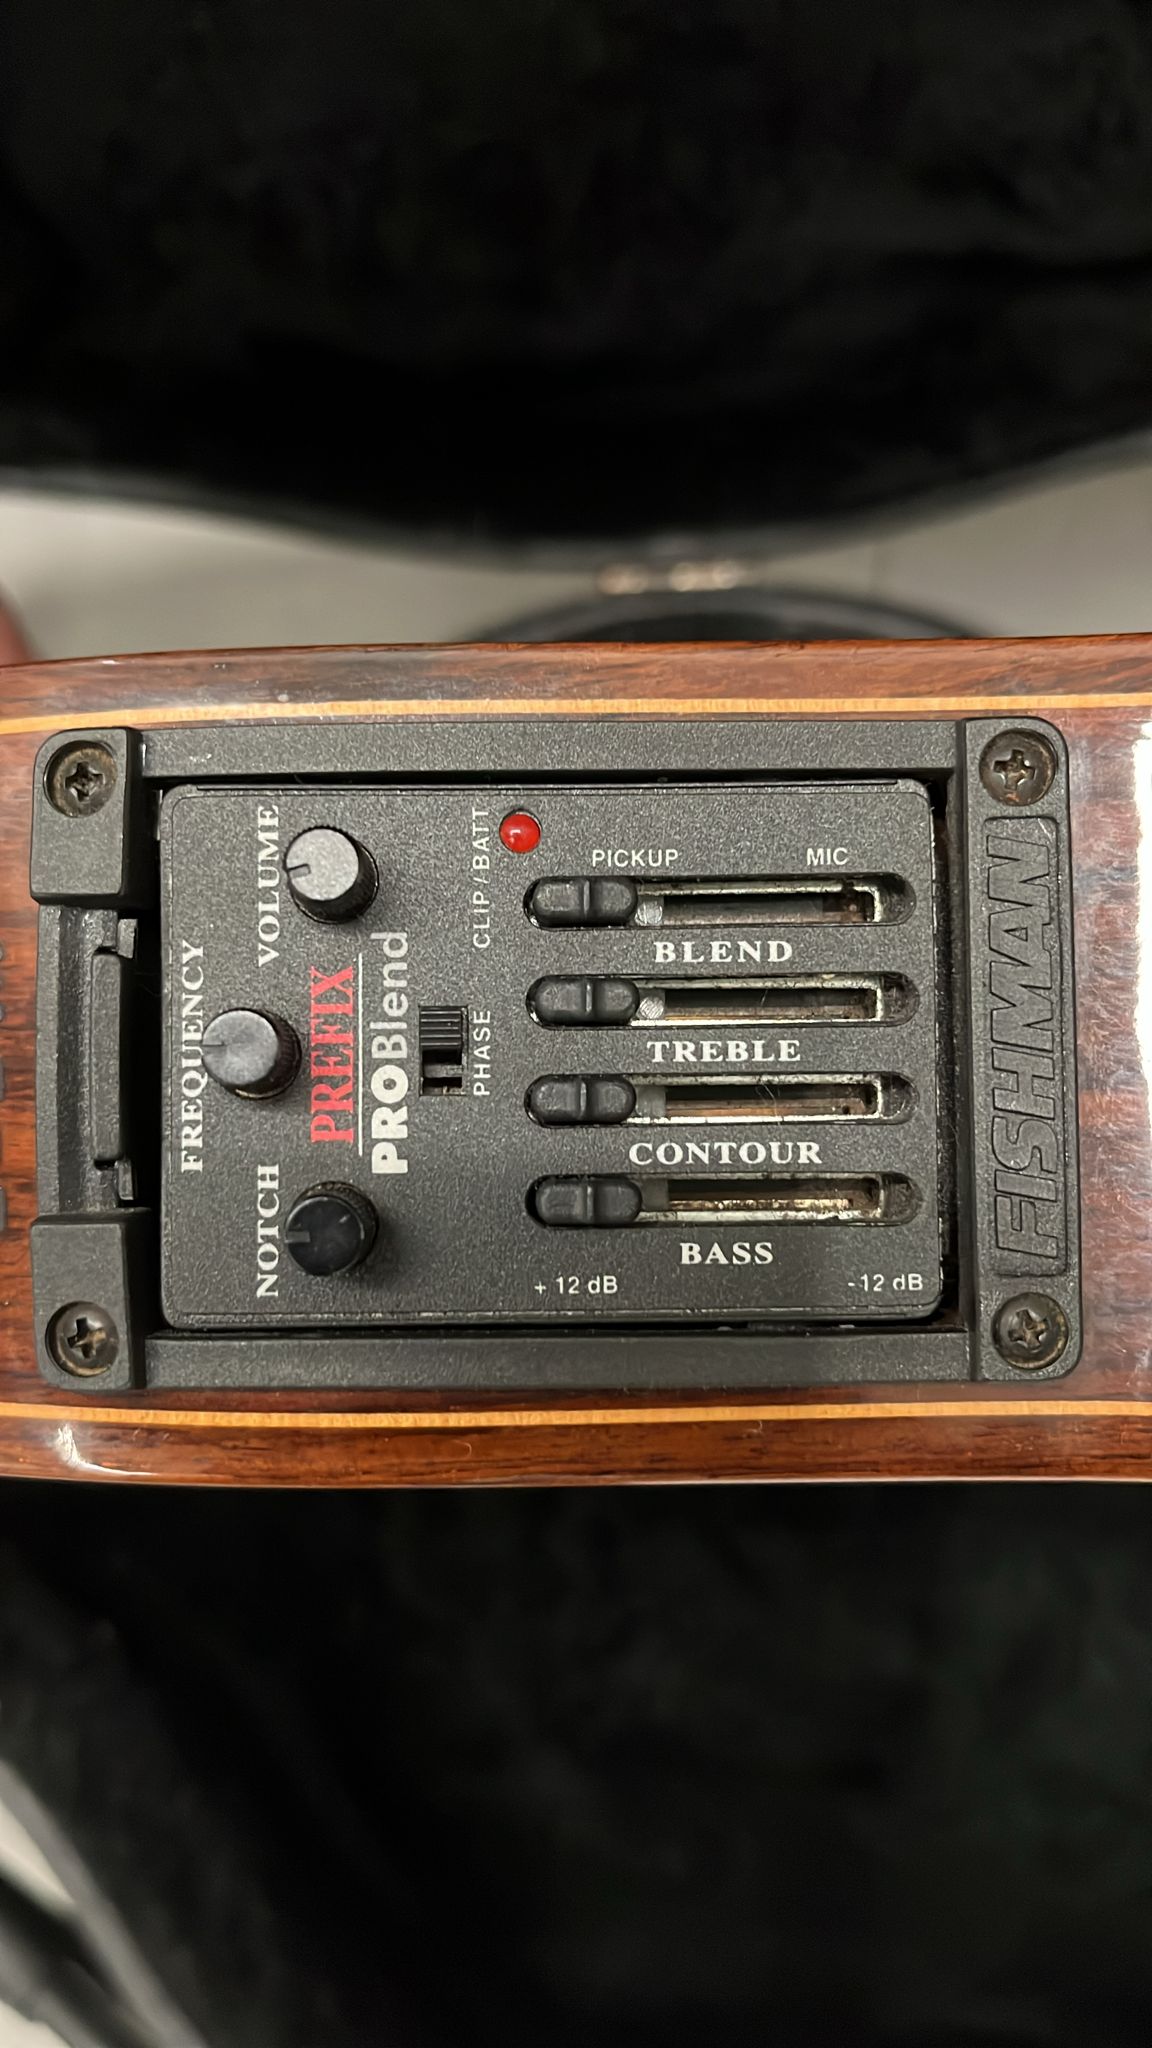 VOLUME
FREQUENCY
NOTCH
PREFIX
PROBlend
PHASE
CLIP/BATT
PICKUP MIC
BLEND
TREBLE
CONTOUR
BASS
+ 12 dB -12 dB
FISHMAN